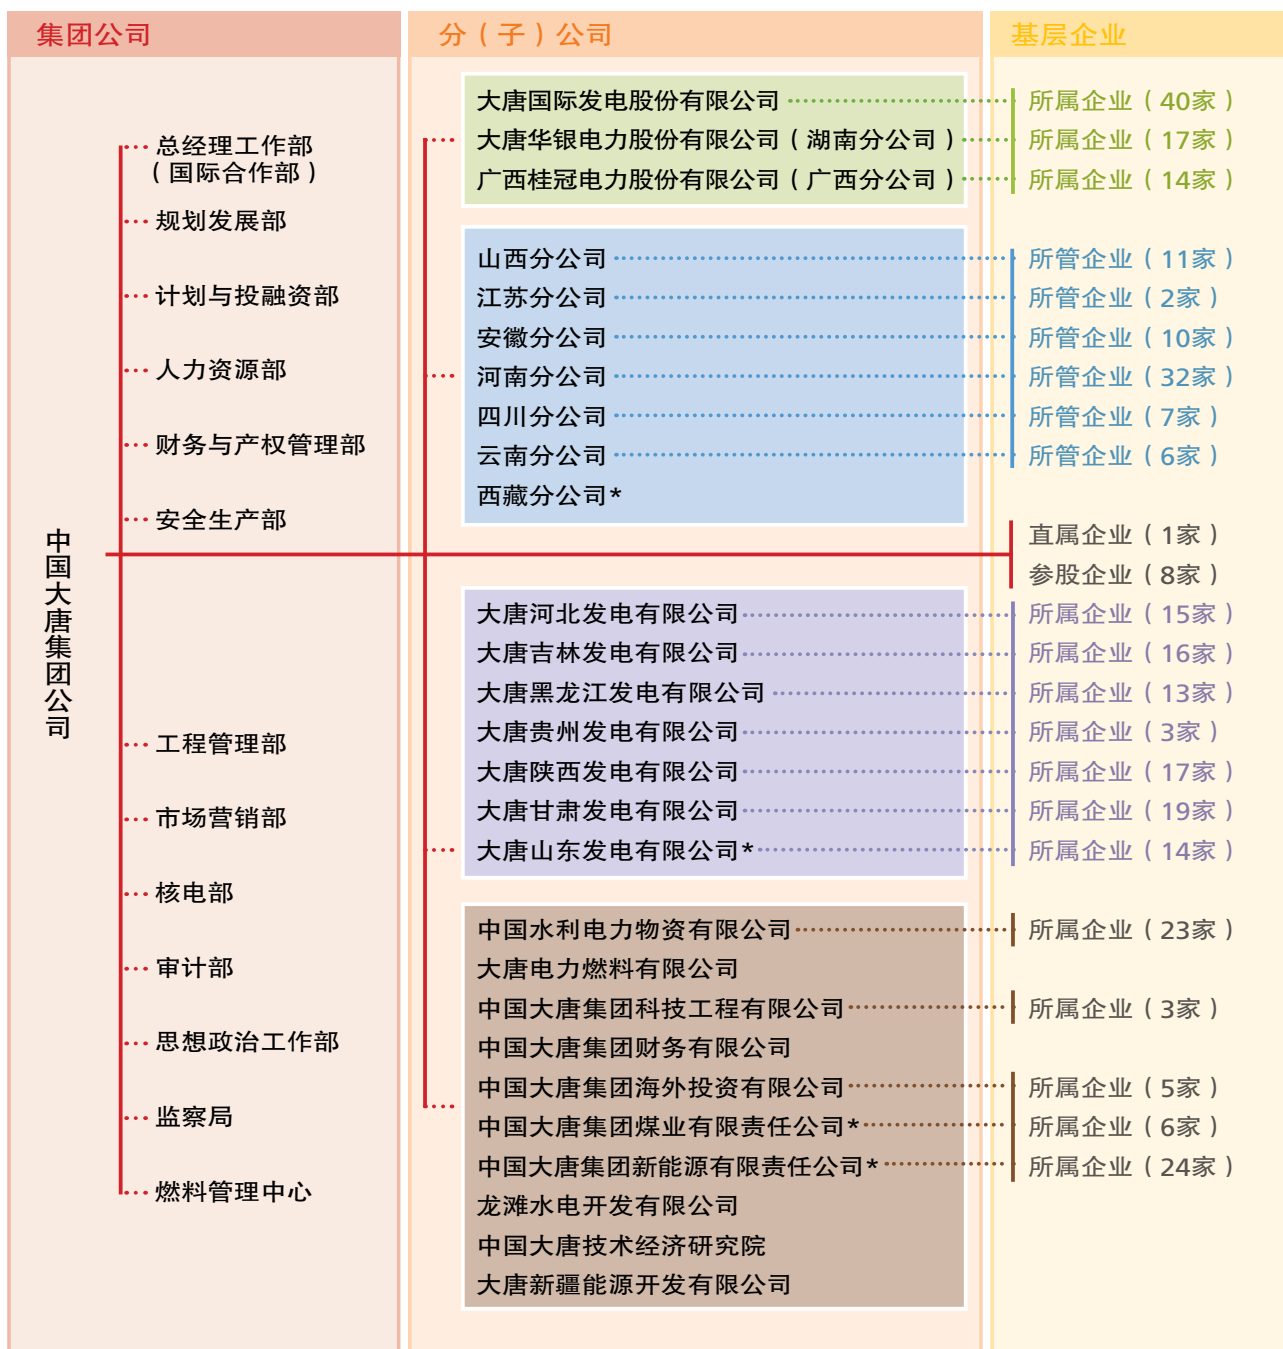 集团公司
分（子）公司
基层企业
中国大唐集团公司
总经理工作部
（国际合作部）
规划发展部
计划与投融资部
人力资源部
财务与产权管理部
安全生产部
工程管理部
市场营销部
核电部
审计部
思想政治工作部
监察局
燃料管理中心
大唐国际发电股份有限公司 所属企业（40家）
大唐华银电力股份有限公司（湖南分公司） 所属企业（17家）
广西桂冠电力股份有限公司（广西分公司） 所属企业（14家）
山西分公司 所管企业（11家）
江苏分公司 所管企业（2家）
安徽分公司 所管企业（10家）
河南分公司 所管企业（32家）
四川分公司 所管企业（7家）
云南分公司 所管企业（6家）
西藏分公司*
直属企业（1家）
参股企业（8家）
大唐河北发电有限公司 所属企业（15家）
大唐吉林发电有限公司 所属企业（16家）
大唐黑龙江发电有限公司 所属企业（13家）
大唐贵州发电有限公司 所属企业（3家）
大唐陕西发电有限公司 所属企业（17家）
大唐甘肃发电有限公司 所属企业（19家）
大唐山东发电有限公司* 所属企业（14家）
中国水利电力物资有限公司 所属企业（23家）
大唐电力燃料有限公司
中国大唐集团科技工程有限公司 所属企业（3家）
中国大唐集团财务有限公司
中国大唐集团海外投资有限公司 所属企业（5家）
中国大唐集团煤业有限责任公司* 所属企业（6家）
中国大唐集团新能源有限责任公司* 所属企业（24家）
龙滩水电开发有限公司
中国大唐技术经济研究院
大唐新疆能源开发有限公司